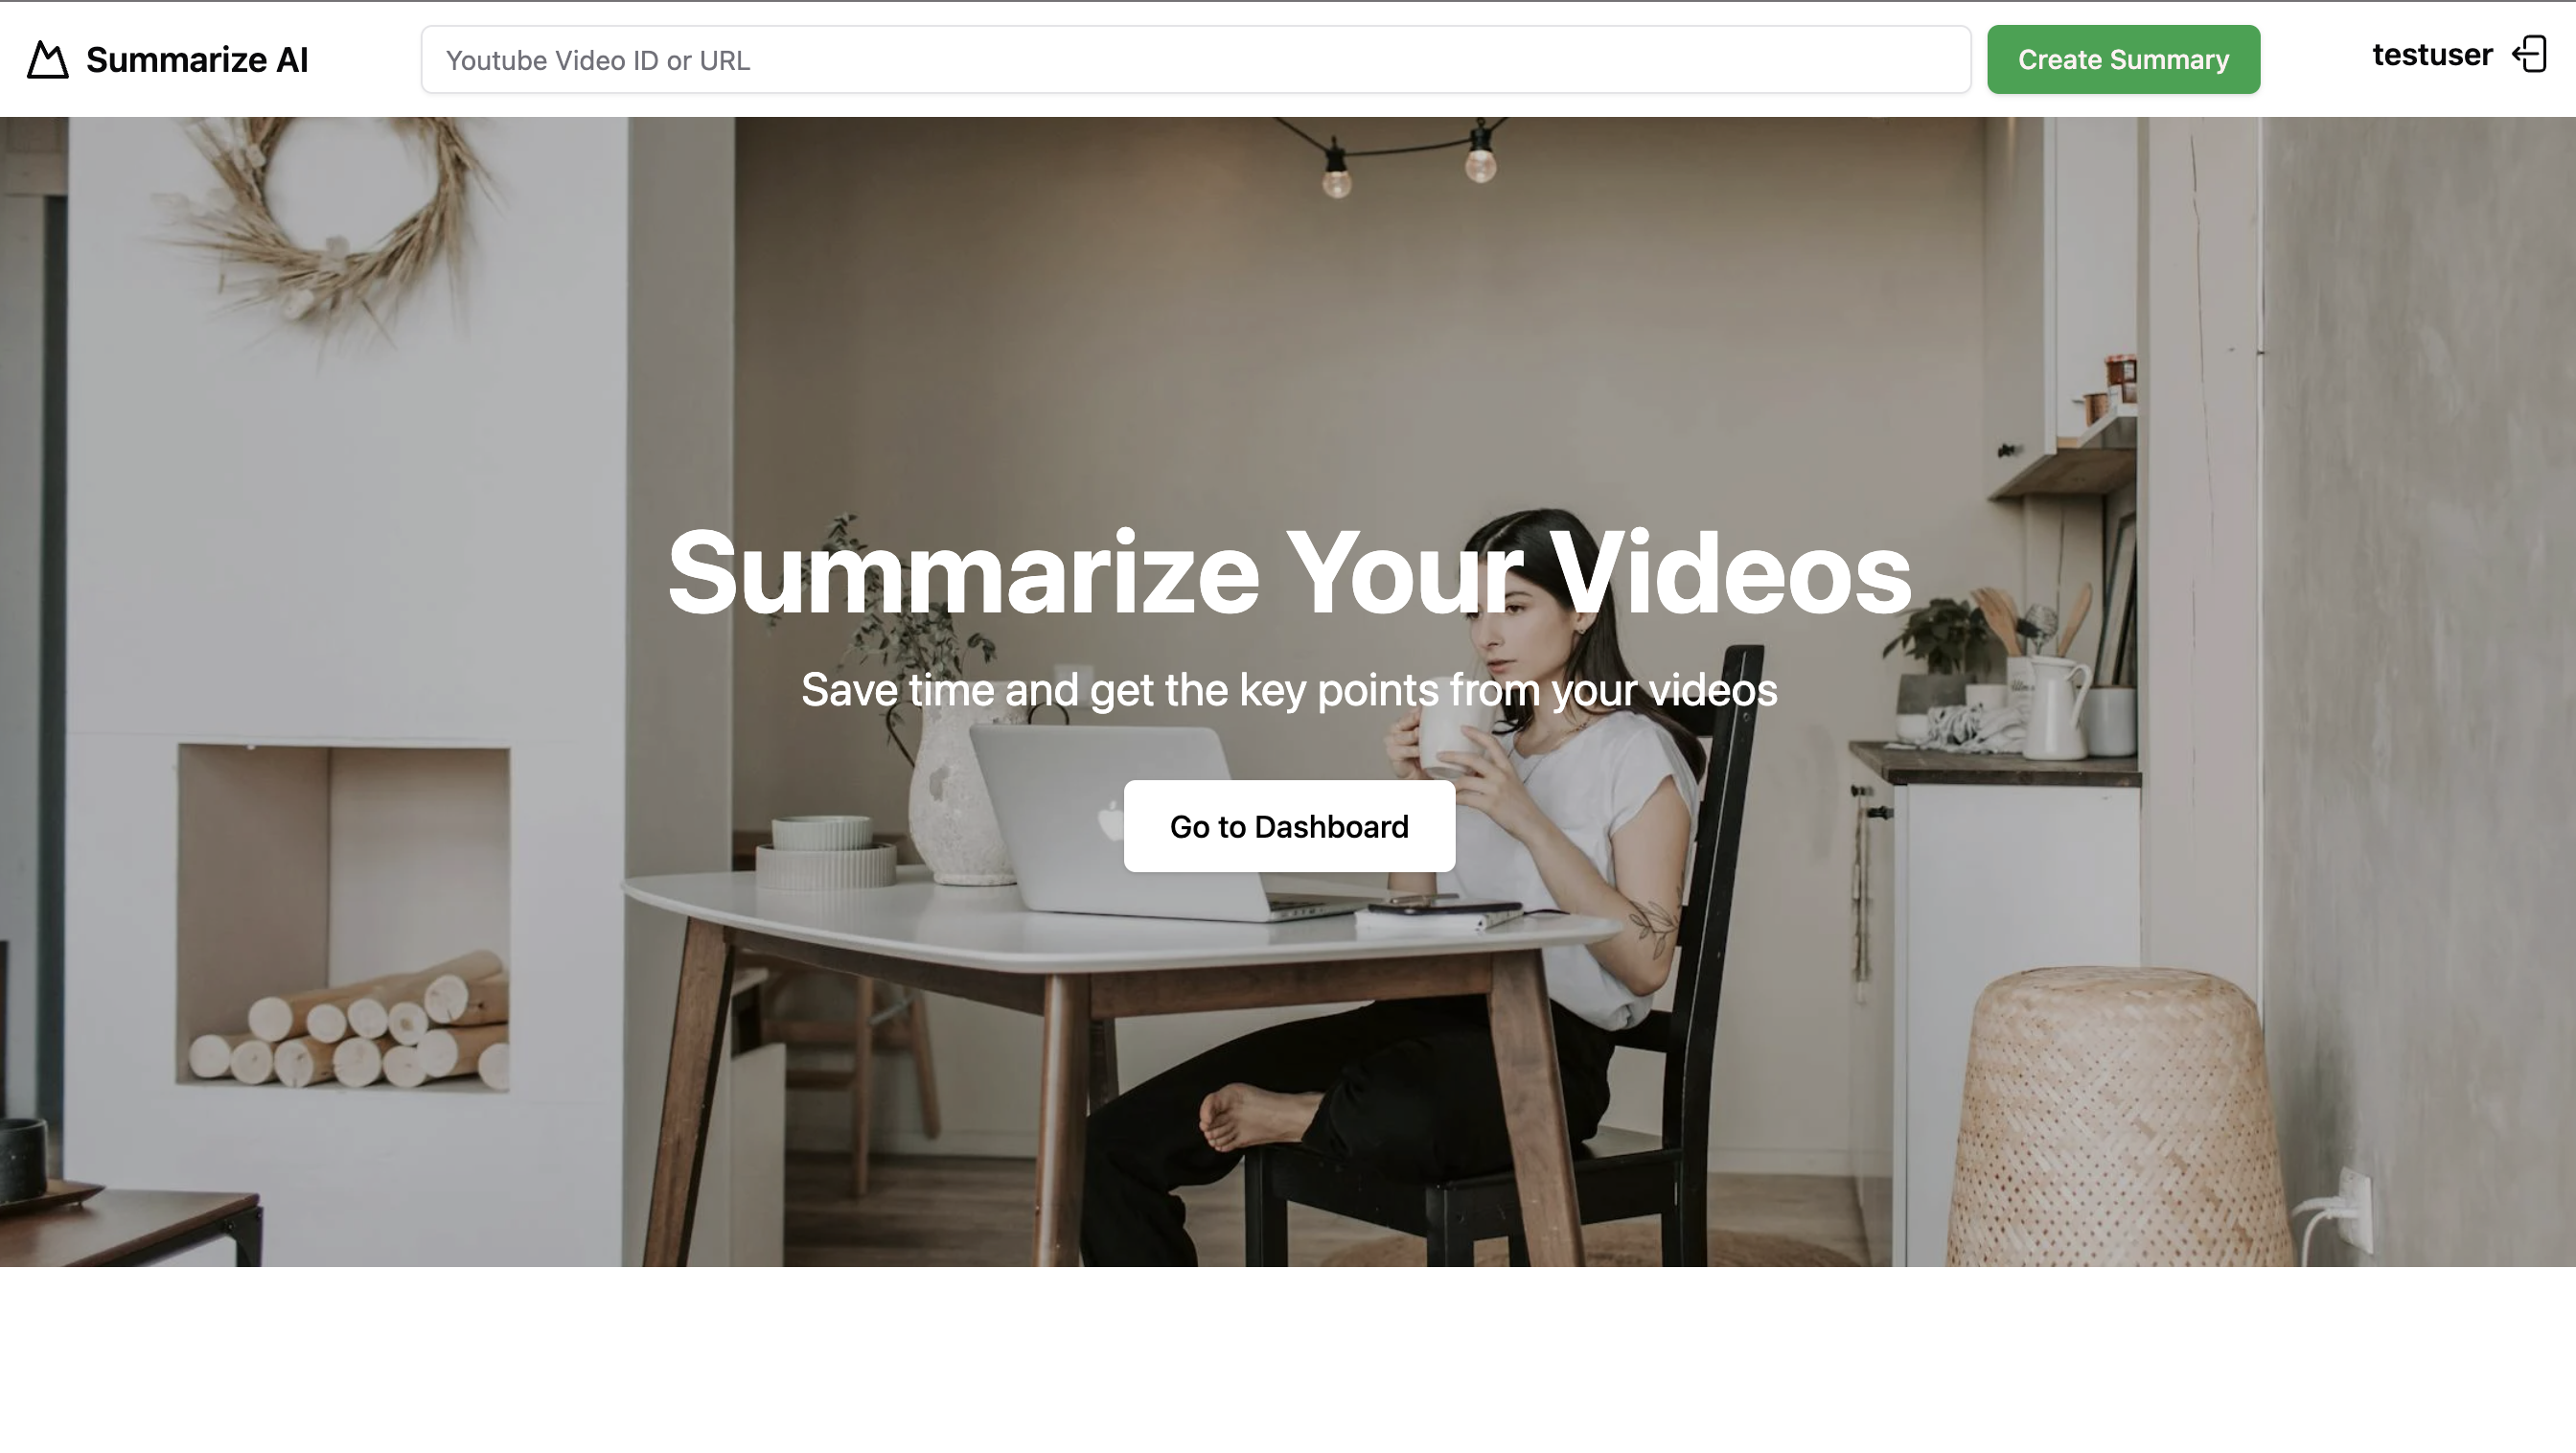 Summarize AI
Youtube Video ID or URL
Create Summary
testuser
Summarize Your Videos
Save time and get the key points from your videos
Go to Dashboard